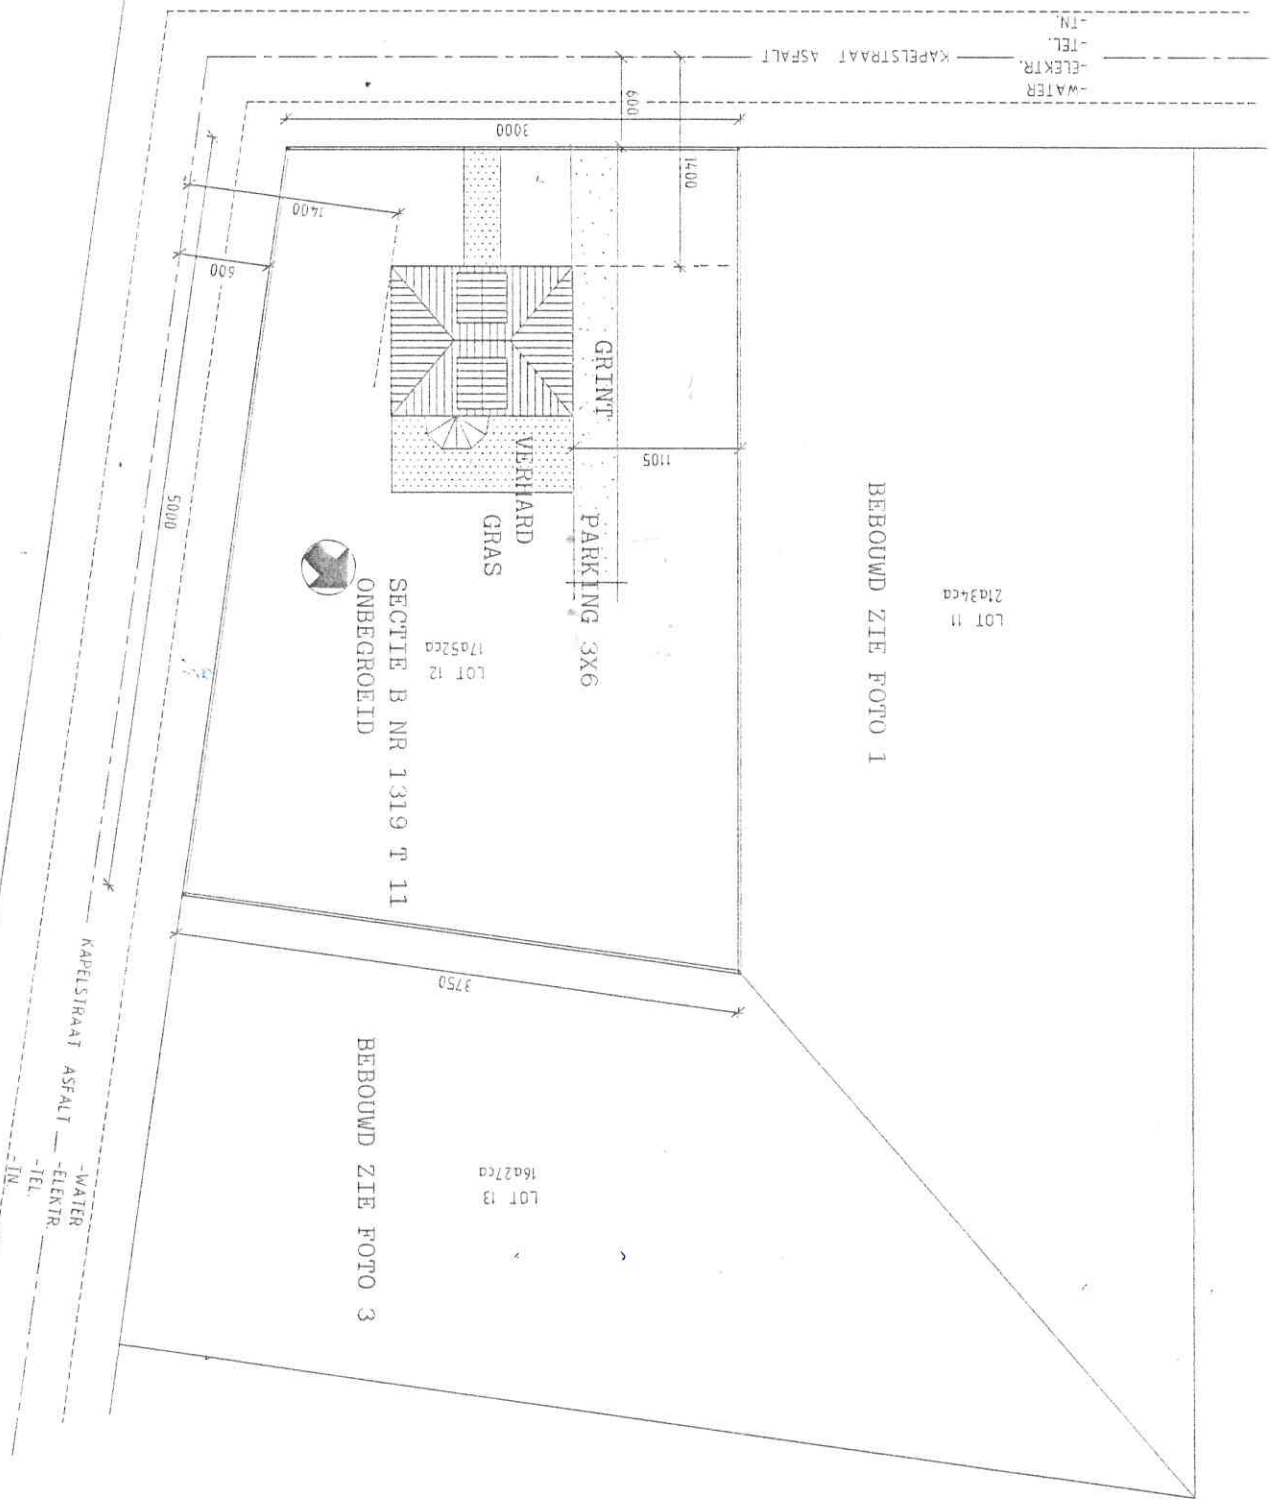 -WATER
-ELEKTR.
-TEL.
-TN.
KAPELSTRAAT ASFALT
600
3000
1400
1400
600
GRINT
1105
VERHARD
GRAS
PARKING 3X6
5000
BEBOUWD ZIE FOTO 1
LOT 11
21a34ca
LOT 12
17a52ca
SECTIE B NR 1319 T 11
ONBEGROEID
3750
KAPELSTRAAT ASFALT
-WATER
-ELEKTR.
-TEL.
-TN.
BEBOUWD ZIE FOTO 3
LOT 13
16a27ca